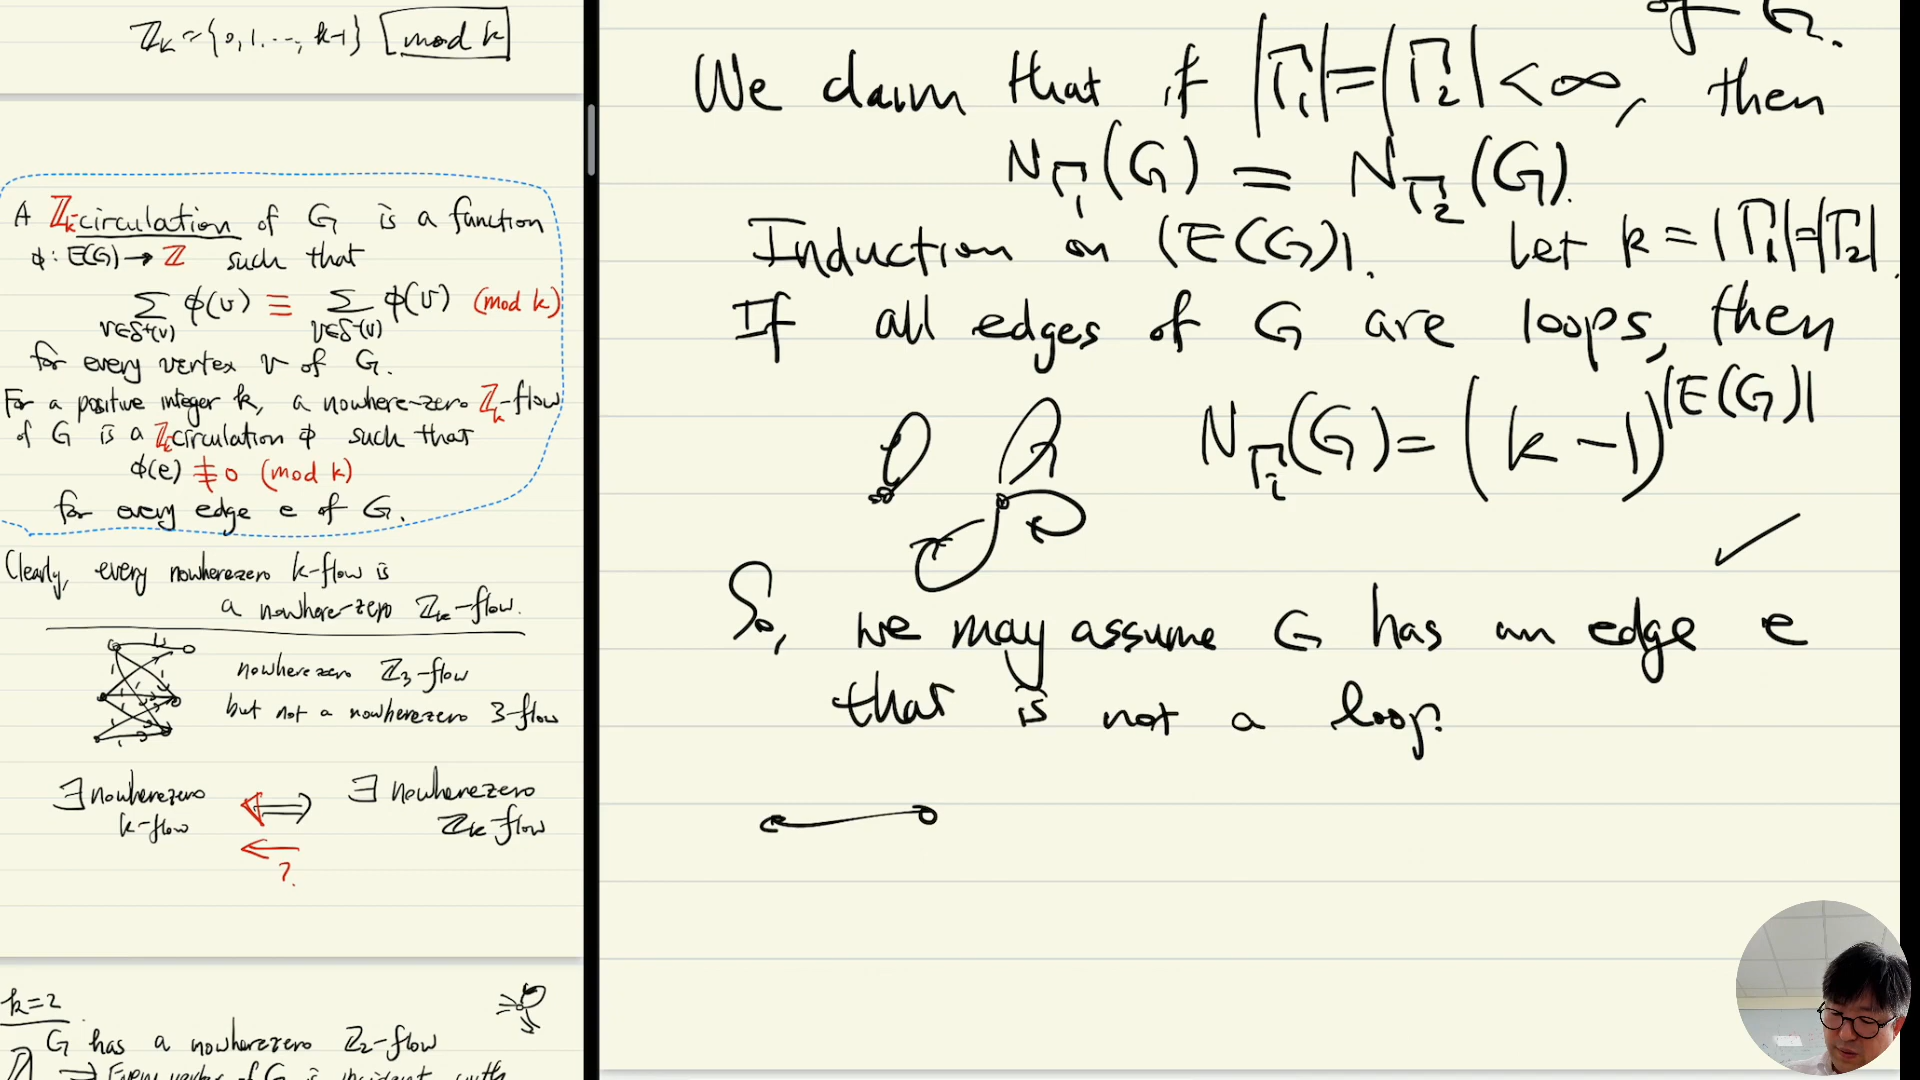 ℤk = {0, 1, ..., k-1} mod k
A ℤk-circulation of G is a function
φ: E(G) → ℤ such that
∑ φ(v) ≡ ∑ φ(v) (mod k)
v∈δ⁺(v) v∈δ⁻(v)
for every vertex v of G.
For a positive integer k, a nowhere-zero ℤk-flow
of G is a ℤk-circulation φ such that
φ(e) ≢ 0 (mod k)
for every edge e of G.
Clearly, every nowherezero k-flow is
a nowhere-zero ℤk-flow.
nowherezero ℤ3-flow
but not a nowherezero 3-flow
∃ nowherezero ⟺ ∃ nowherezero
k-flow ⟸ ℤk-flow
?
k=2
G has a nowherezero ℤ2-flow
of G.
We claim that if |Γ1| = |Γ2| < ∞, then
NΓ1(G) = NΓ2(G).
Induction on |E(G)|. Let k = |Γ1| = |Γ2|.
If all edges of G are loops, then
NΓi(G) = (k-1)^|E(G)|
✓
So, we may assume G has an edge e
that is not a loop.